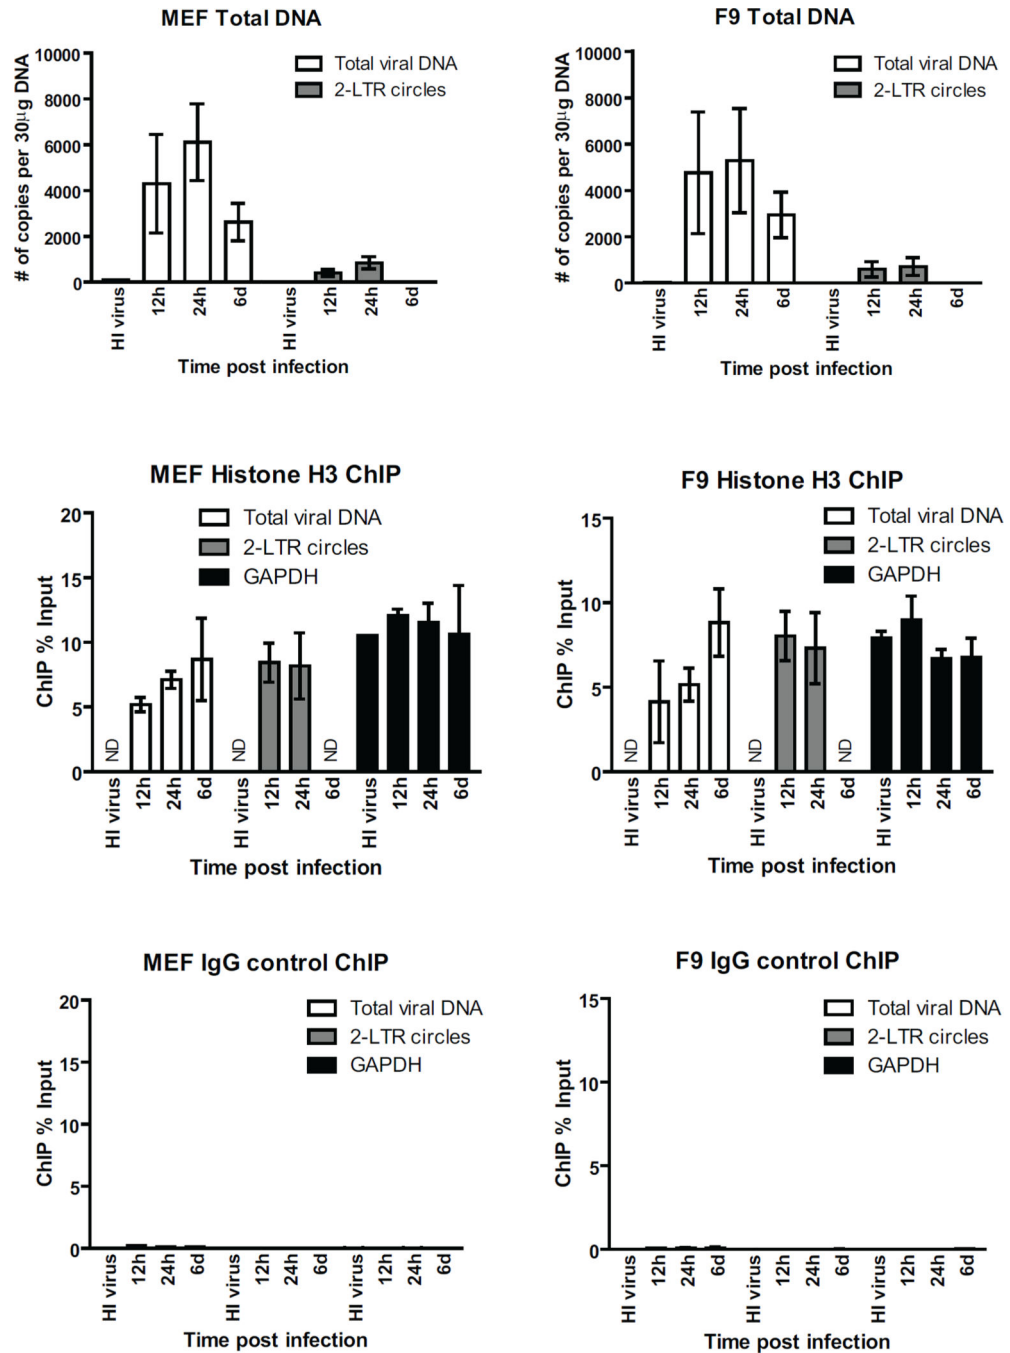 MEF Total DNA
# of copies per 30µg DNA
10000
8000
6000
4000
2000
0
Total viral DNA
2-LTR circles
HI virus
12h
24h
6d
HI virus
12h
24h
6d
Time post infection
F9 Total DNA
# of copies per 30µg DNA
10000
8000
6000
4000
2000
0
Total viral DNA
2-LTR circles
HI virus
12h
24h
6d
HI virus
12h
24h
6d
Time post infection
MEF Histone H3 ChIP
ChIP % Input
20
15
10
5
0
Total viral DNA
2-LTR circles
GAPDH
ND
ND
ND
HI virus
12h
24h
6d
HI virus
12h
24h
6d
HI virus
12h
24h
6d
Time post infection
F9 Histone H3 ChIP
ChIP % Input
15
10
5
0
Total viral DNA
2-LTR circles
GAPDH
ND
ND
ND
HI virus
12h
24h
6d
HI virus
12h
24h
6d
HI virus
12h
24h
6d
Time post infection
MEF IgG control ChIP
ChIP % Input
20
15
10
5
0
Total viral DNA
2-LTR circles
GAPDH
HI virus
12h
24h
6d
HI virus
12h
24h
6d
HI virus
12h
24h
6d
Time post infection
F9 IgG control ChIP
ChIP % Input
15
10
5
0
Total viral DNA
2-LTR circles
GAPDH
HI virus
12h
24h
6d
HI virus
12h
24h
6d
HI virus
12h
24h
6d
Time post infection